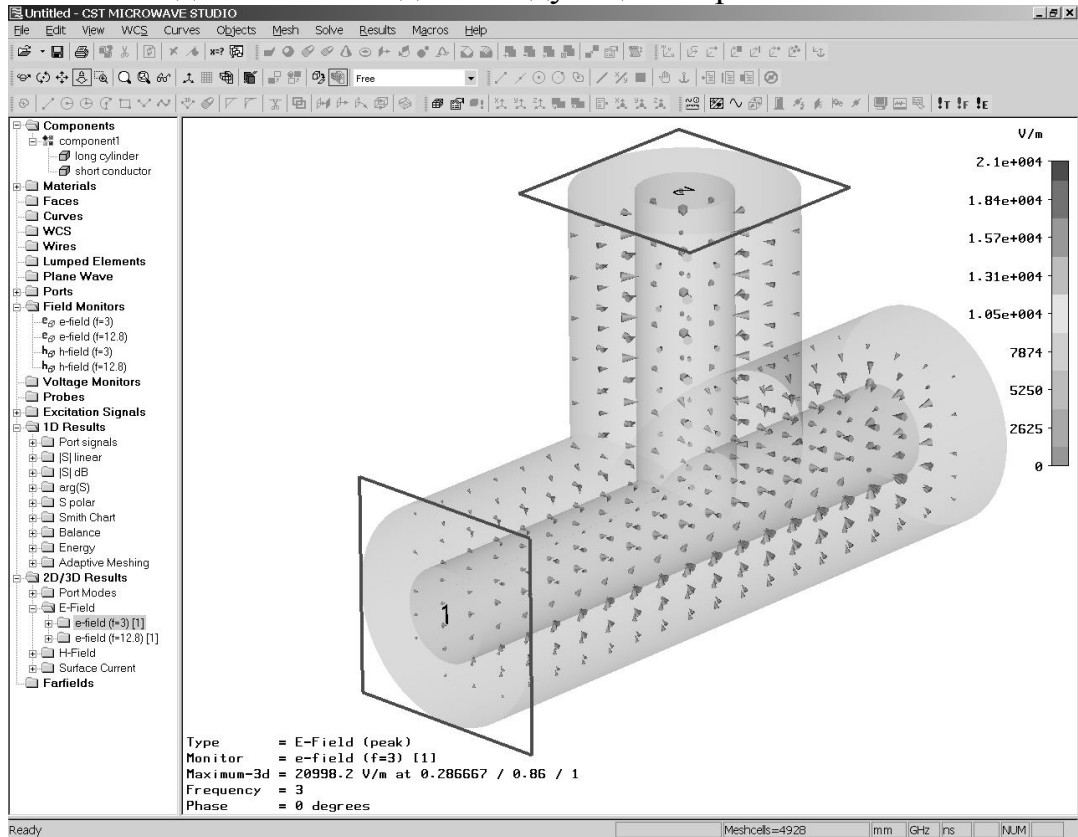 Untitled - CST MICROWAVE STUDIO
File Edit View WCS Curves Objects Mesh Solve Results Macros Help
Free
!T !F !E
Components
component1
long cylinder
short conductor
Materials
Faces
Curves
WCS
Wires
Lumped Elements
Plane Wave
Ports
Field Monitors
e-field (f=3)
e-field (f=12.8)
h-field (f=3)
h-field (f=12.8)
Voltage Monitors
Probes
Excitation Signals
1D Results
Port signals
|S| linear
|S| dB
arg(S)
S polar
Smith Chart
Balance
Energy
Adaptive Meshing
2D/3D Results
Port Modes
E-Field
e-field (f=3) [1]
e-field (f=12.8) [1]
H-Field
Surface Current
Farfields
V/m
2.1e+004
1.84e+004
1.57e+004
1.31e+004
1.05e+004
7874
5250
2625
0
2
1
Type = E-Field (peak)
Monitor = e-field (f=3) [1]
Maximum-3d = 20998.2 V/m at 0.286667 / 0.86 / 1
Frequency = 3
Phase = 0 degrees
Ready
Meshcells=4928 mm GHz ns NUM